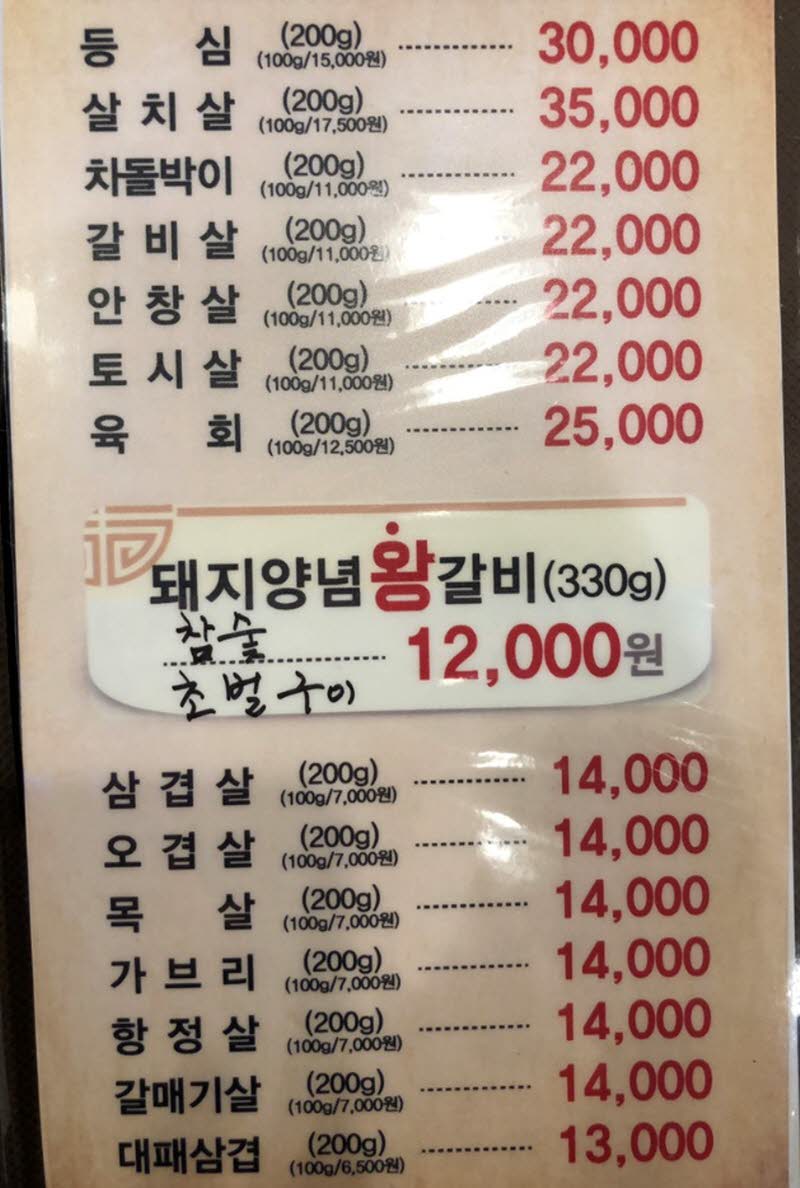 등심 (200g) (100g/15,000원) 30,000
살치살 (200g) (100g/17,500원) 35,000
차돌박이 (200g) (100g/11,000원) 22,000
갈비살 (200g) (100g/11,000원) 22,000
안창살 (200g) (100g/11,000원) 22,000
토시살 (200g) (100g/11,000원) 22,000
육회 (200g) (100g/12,500원) 25,000
돼지양념왕갈비(330g)
참숯
12,000원
초벌구이
삼겹살 (200g) (100g/7,000원) 14,000
오겹살 (200g) (100g/7,000원) 14,000
목살 (200g) (100g/7,000원) 14,000
가브리 (200g) (100g/7,000원) 14,000
항정살 (200g) (100g/7,000원) 14,000
갈매기살 (200g) (100g/7,000원) 14,000
대패삼겹 (200g) (100g/6,500원) 13,000